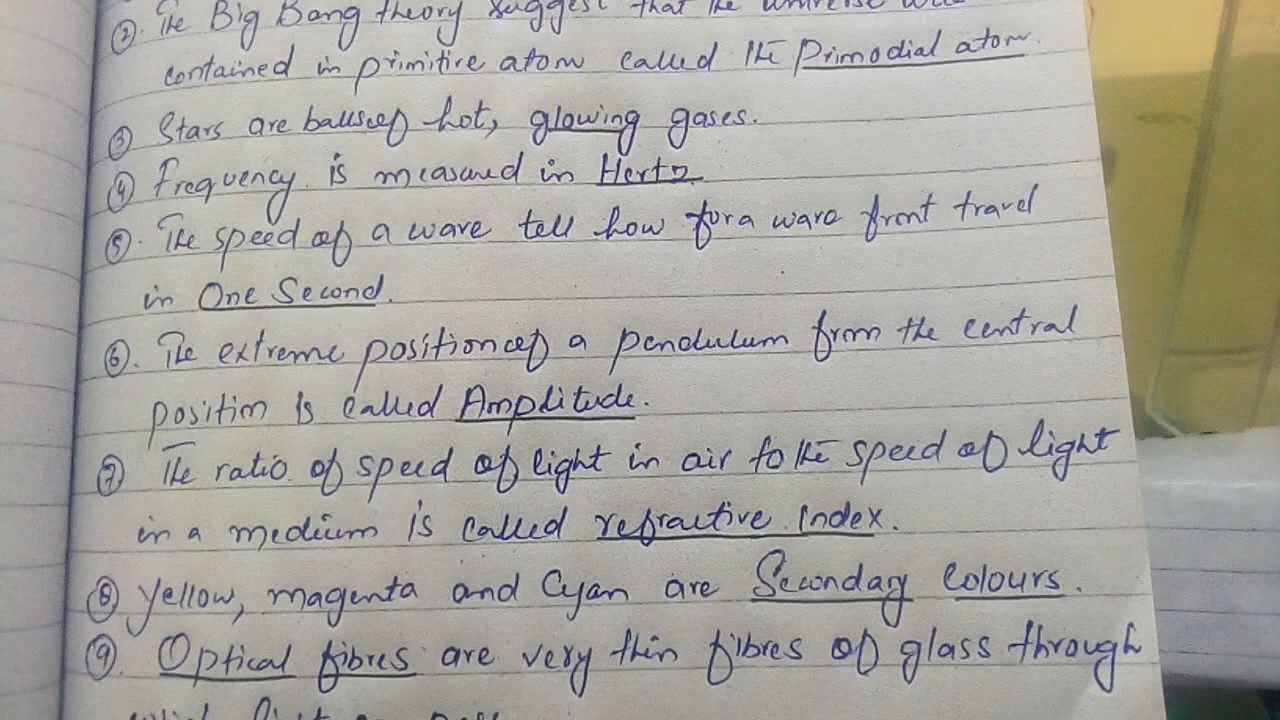 ②. The Big Bang theory suggest that the universe
contained in primitive atom called the Primodial atom.
③ Stars are balls of hot, glowing gases.
④ Frequency is measured in Hertz
⑤. The speed of a wave tell how far a wave front travel
in One Second.
⑥. The extreme position of a pendulum from the central
position is called Amplitude.
⑦ The ratio of speed of light in air to the speed of light
in a medium is called refractive Index.
⑧ Yellow, magenta and Cyan are Secondary Colours.
⑨. Optical fibres are very thin fibres of glass through